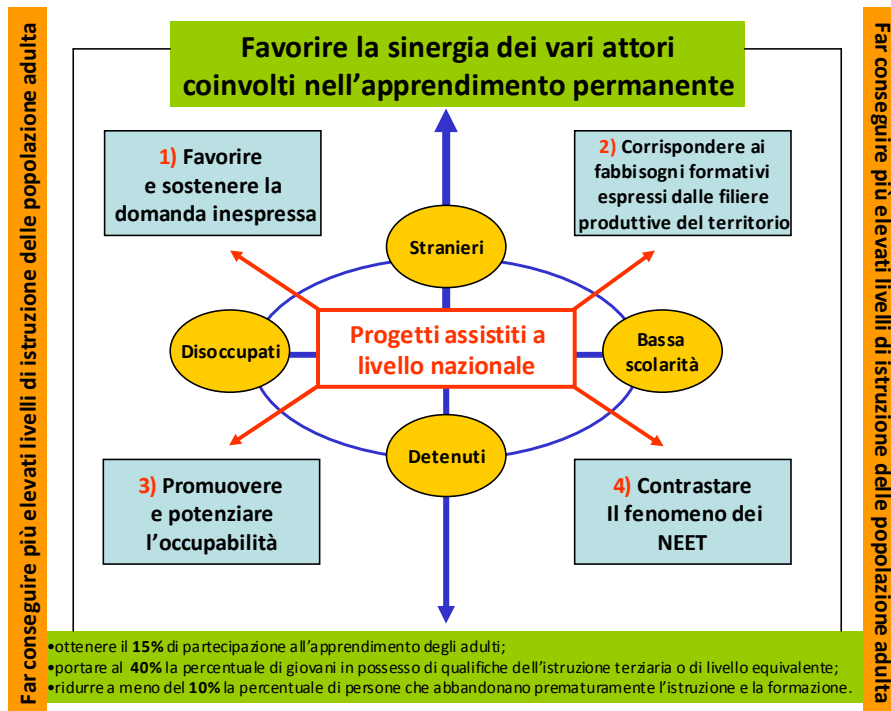 Far conseguire più elevati livelli di istruzione delle popolazione adulta
Favorire la sinergia dei vari attori
coinvolti nell'apprendimento permanente
1) Favorire
e sostenere la
domanda inespressa
2) Corrispondere ai
fabbisogni formativi
espressi dalle filiere
produttive del territorio
Stranieri
Disoccupati
Progetti assistiti a
livello nazionale
Bassa
scolarità
Detenuti
3) Promuovere
e potenziare
l'occupabilità
4) Contrastare
Il fenomeno dei
NEET
•ottenere il 15% di partecipazione all'apprendimento degli adulti;
•portare al 40% la percentuale di giovani in possesso di qualifiche dell'istruzione terziaria o di livello equivalente;
•ridurre a meno del 10% la percentuale di persone che abbandonano prematuramente l'istruzione e la formazione.
Far conseguire più elevati livelli di istruzione delle popolazione adulta